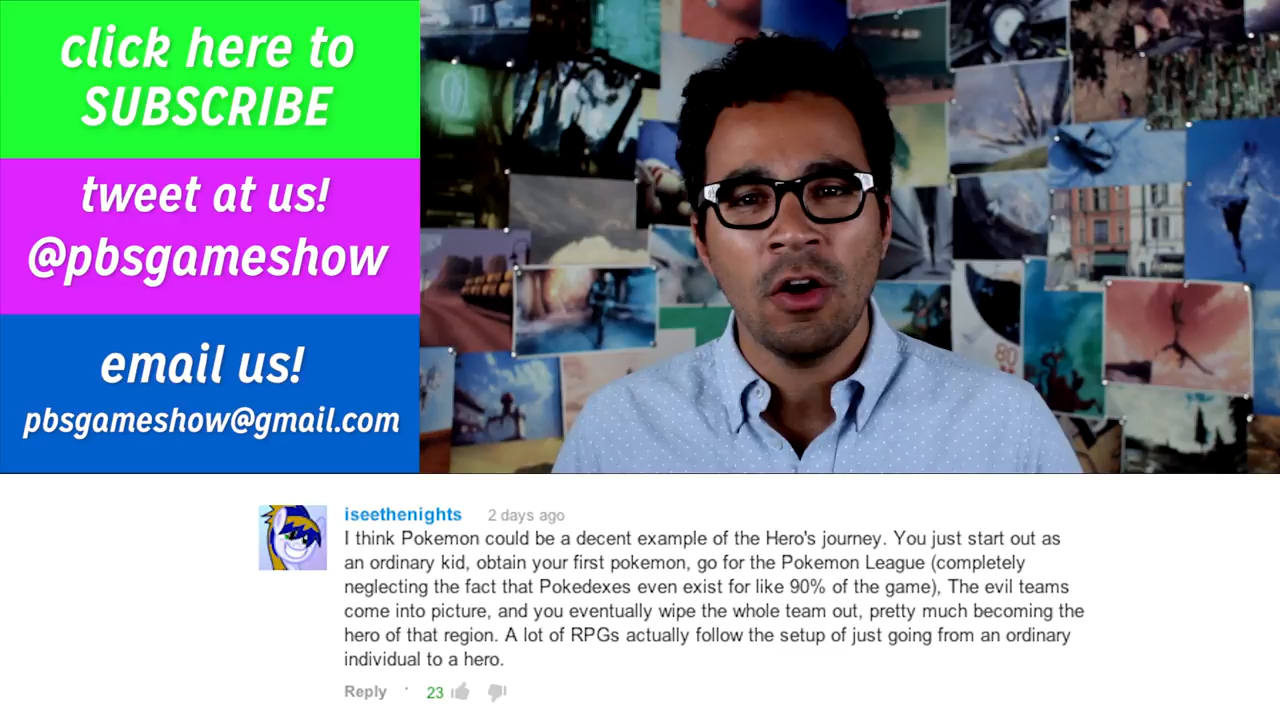 click here to
SUBSCRIBE
tweet at us!
@pbsgameshow
email us!
pbsgameshow@gmail.com
iseethenights 2 days ago
I think Pokemon could be a decent example of the Hero's journey. You just start out as
an ordinary kid, obtain your first pokemon, go for the Pokemon League (completely
neglecting the fact that Pokedexes even exist for like 90% of the game), The evil teams
come into picture, and you eventually wipe the whole team out, pretty much becoming the
hero of that region. A lot of RPGs actually follow the setup of just going from an ordinary
individual to a hero.
Reply · 23
80